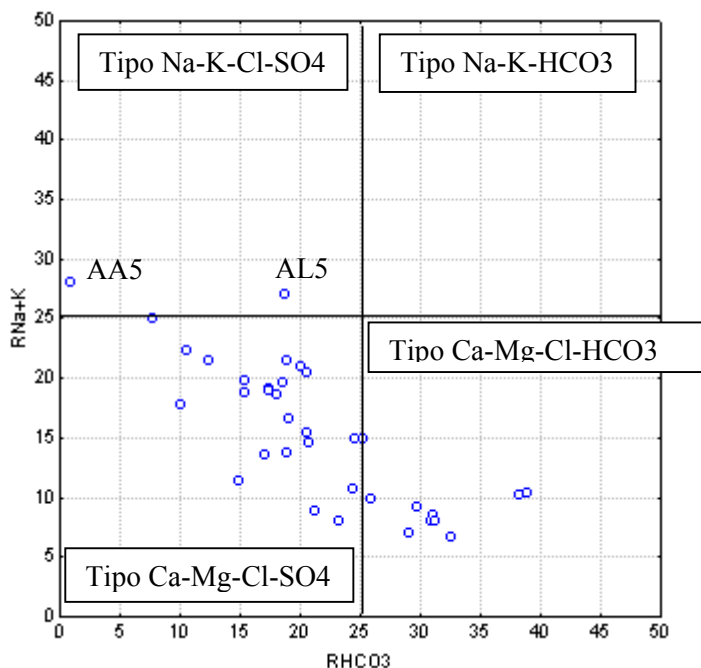 50
Tipo Na-K-Cl-SO4
Tipo Na-K-HCO3
45
40
35
30
AA5
AL5
25
RNa+K
Tipo Ca-Mg-Cl-HCO3
20
15
10
5
Tipo Ca-Mg-Cl-SO4
0
0 5 10 15 20 25 30 35 40 45 50
RHCO3